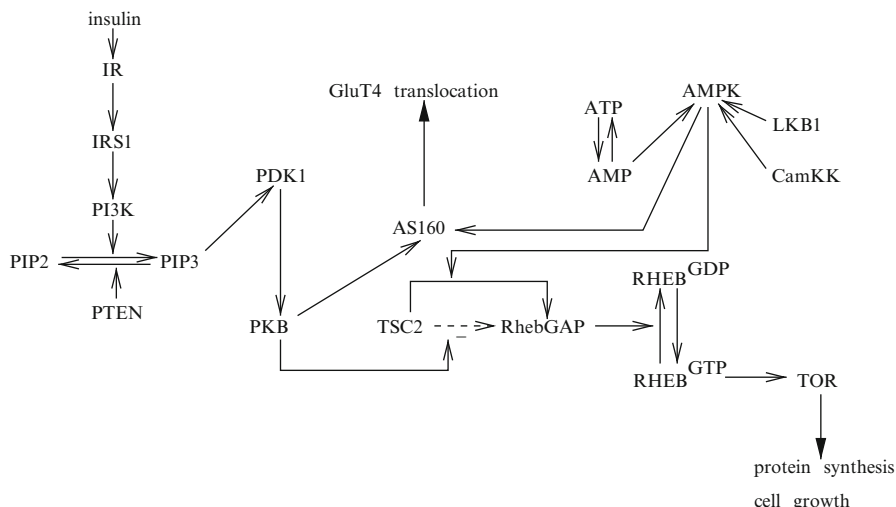 insulin
IR
IRS1
PI3K
PIP2
PIP3
PTEN
PDK1
PKB
GluT4 translocation
AS160
ATP
AMP
AMPK
LKB1
CamKK
TSC2
–
RhebGAP
RHEB GDP
RHEB GTP
TOR
protein synthesis
cell growth